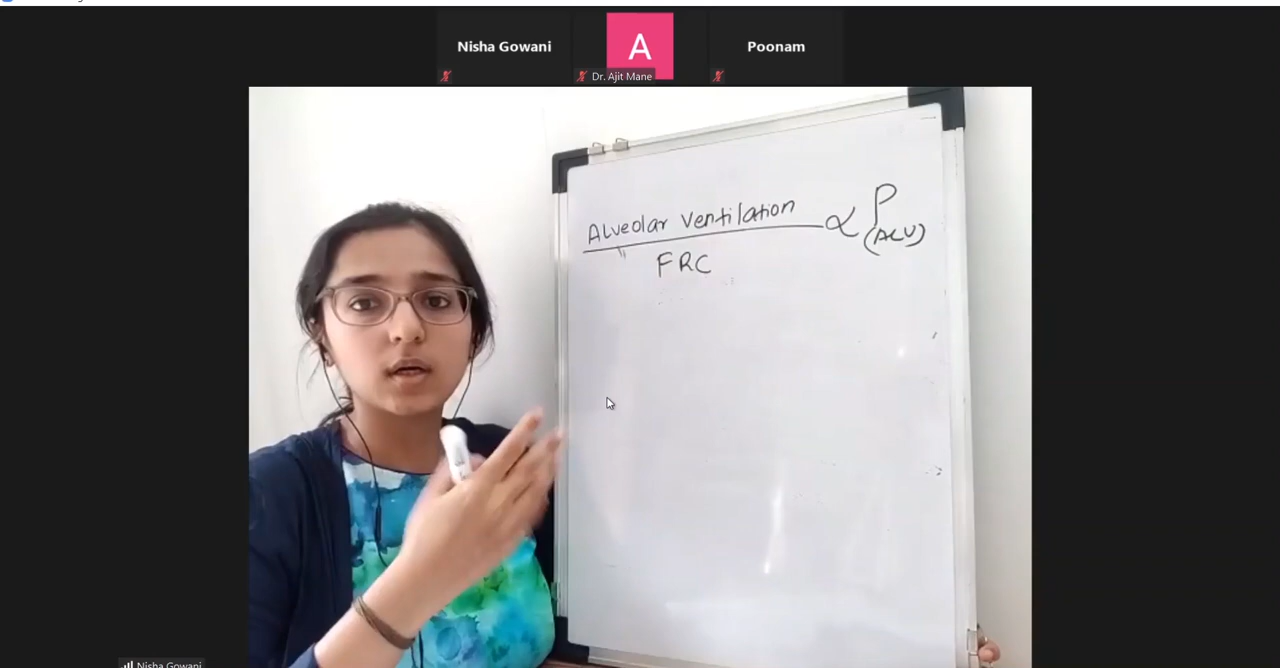 Nisha Gowani
A
Dr. Ajit Mane
Poonam
Alveolar Ventilation ∝ P
(ALV)
FRC
Nisha Gowani